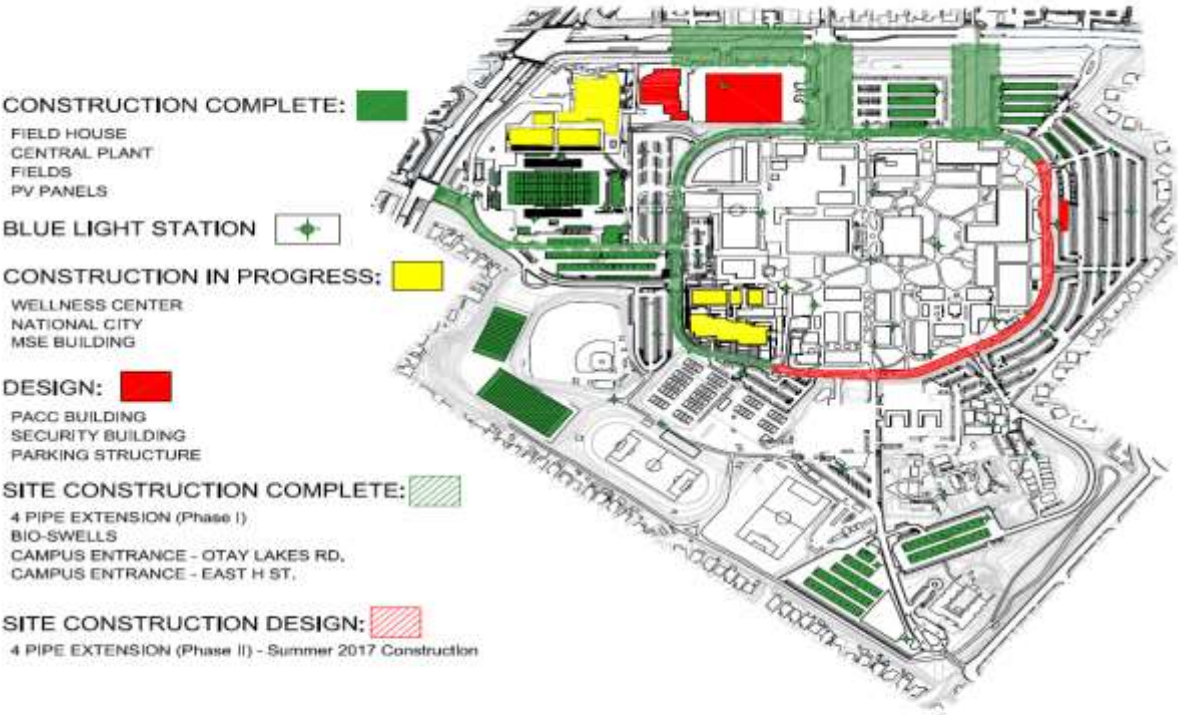 CONSTRUCTION COMPLETE:
FIELD HOUSE
CENTRAL PLANT
FIELDS
PV PANELS
BLUE LIGHT STATION
CONSTRUCTION IN PROGRESS:
WELLNESS CENTER
NATIONAL CITY
MSE BUILDING
DESIGN:
PACC BUILDING
SECURITY BUILDING
PARKING STRUCTURE
SITE CONSTRUCTION COMPLETE:
4 PIPE EXTENSION (Phase I)
BIO-SWELLS
CAMPUS ENTRANCE - OTAY LAKES RD.
CAMPUS ENTRANCE - EAST H ST.
SITE CONSTRUCTION DESIGN:
4 PIPE EXTENSION (Phase II) - Summer 2017 Construction